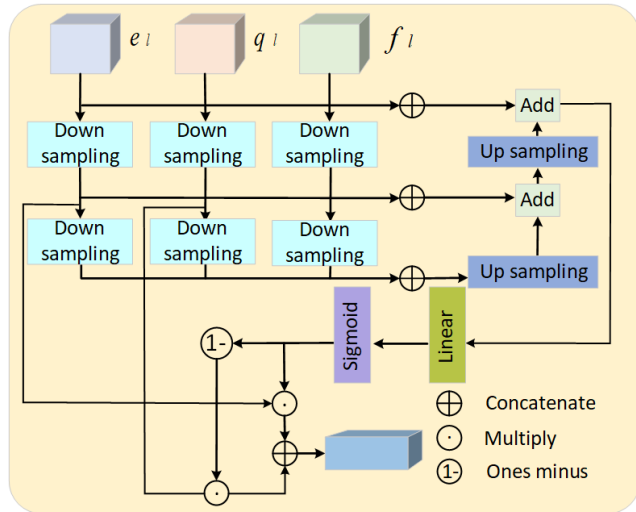 e l
q l
f l
Add
Down
sampling
Down
sampling
Down
sampling
Up sampling
Add
Down
sampling
Down
sampling
Down
sampling
Up sampling
Sigmoid
Linear
1-
Concatenate
Multiply
1-
Ones minus